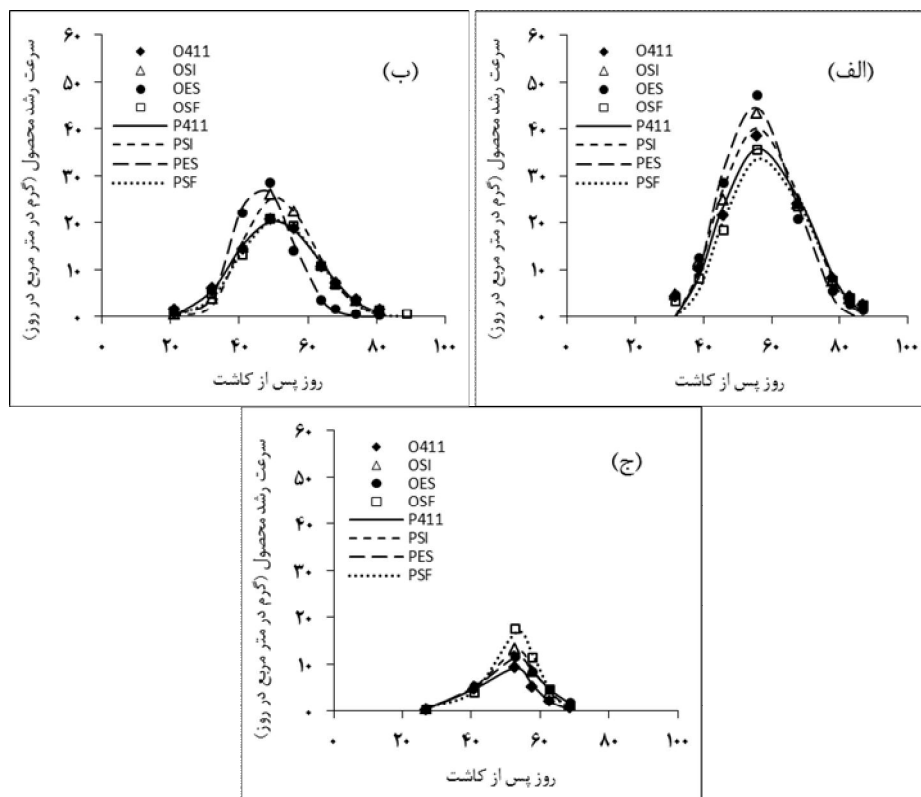 (الف)
سرعت رشد محصول (گرم در متر مربع در روز)
۶۰
۵۰
۴۰
۳۰
۲۰
۱۰
۰
O411
OSI
OES
OSF
P411
PSI
PES
PSF
۰ ۲۰ ۴۰ ۶۰ ۸۰ ۱۰۰
روز پس از کاشت
(ب)
سرعت رشد محصول (گرم در متر مربع در روز)
۶۰
۵۰
۴۰
۳۰
۲۰
۱۰
۰
O411
OSI
OES
OSF
P411
PSI
PES
PSF
۰ ۲۰ ۴۰ ۶۰ ۸۰ ۱۰۰
روز پس از کاشت
(ج)
سرعت رشد محصول (گرم در متر مربع در روز)
۶۰
۵۰
۴۰
۳۰
۲۰
۱۰
۰
O411
OSI
OES
OSF
P411
PSI
PES
PSF
۰ ۲۰ ۴۰ ۶۰ ۸۰ ۱۰۰
روز پس از کاشت